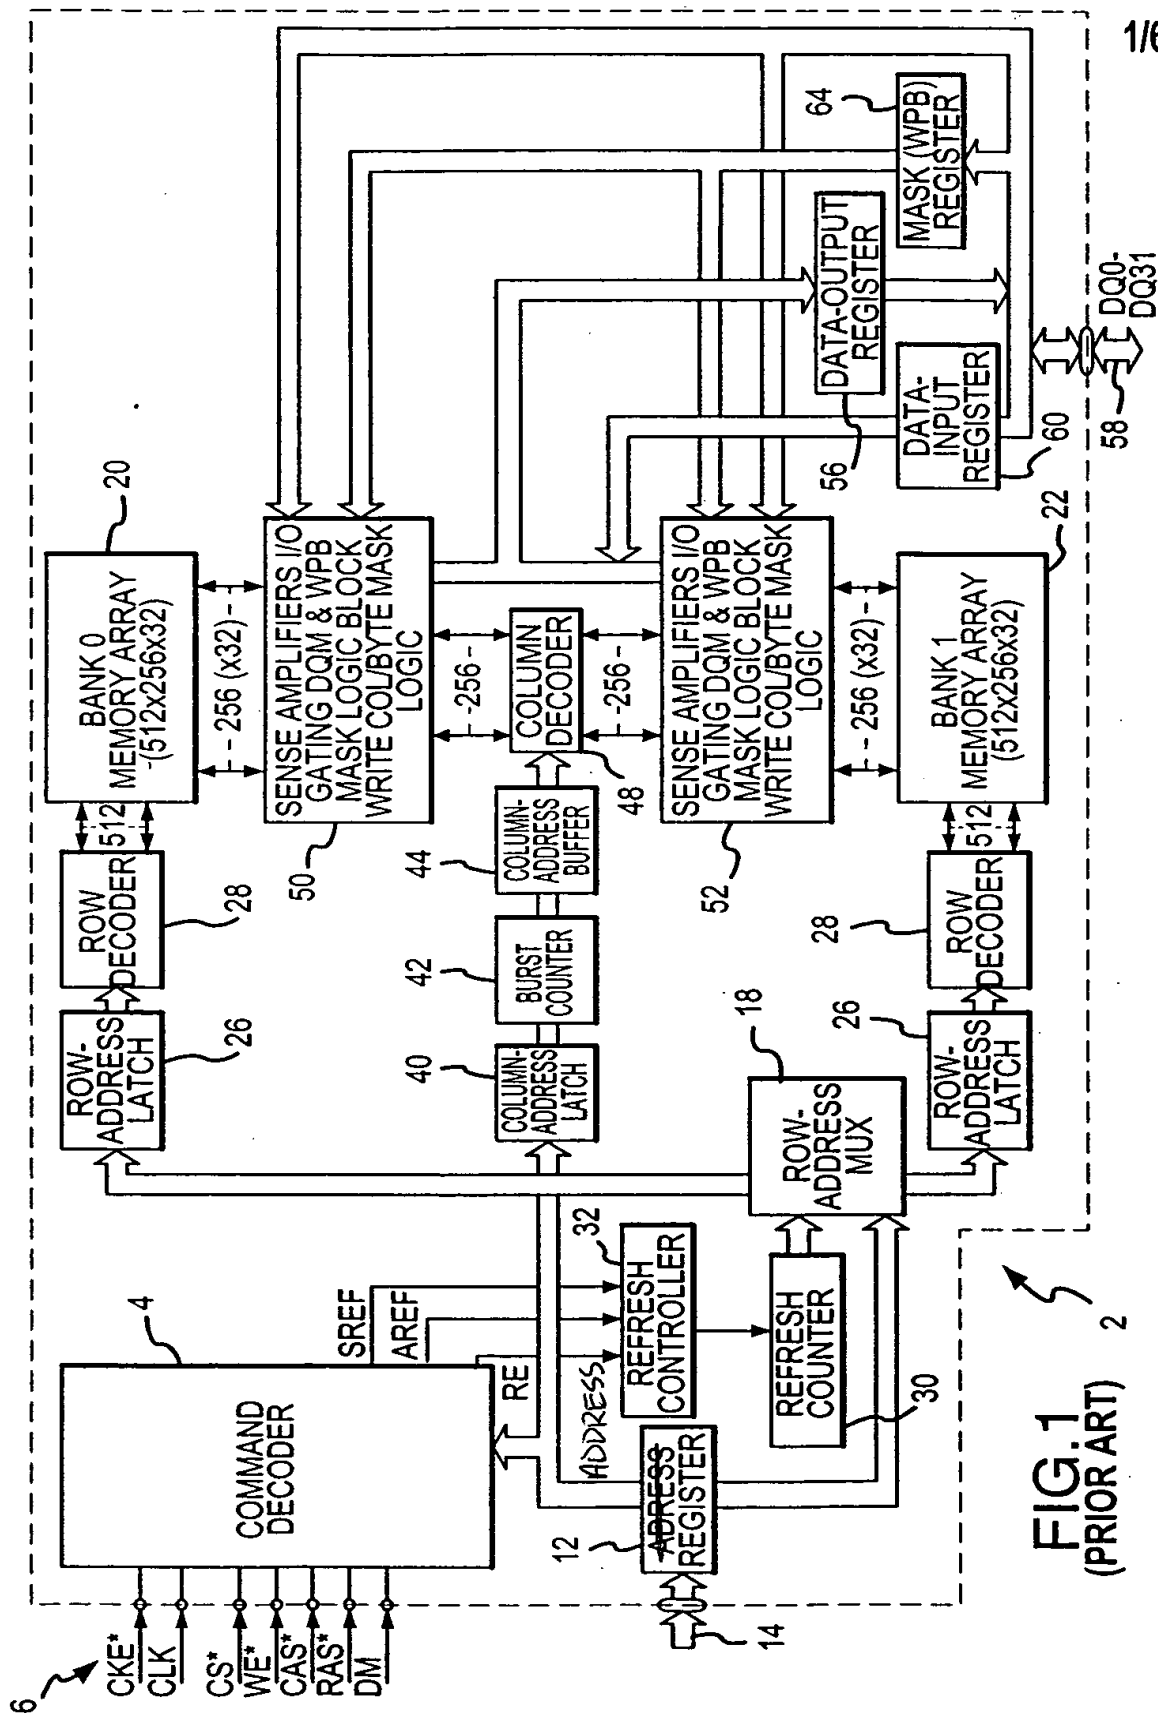 1/6
6
CKE*
CLK
CS*
WE*
CAS*
RAS*
DM
4
COMMAND
DECODER
SREF
AREF
RE
ADDRESS
12
ADRESS
REGISTER
14
32
REFRESH
CONTROLLER
REFRESH
COUNTER
30
18
ROW-
ADDRESS
MUX
ROW-
ADDRESS
LATCH
26
ROW
DECODER
28
512
BANK 0
MEMORY ARRAY
(512x256x32)
20
256 (x32)
SENSE AMPLIFIERS I/O
GATING DQM & WPB
MASK LOGIC BLOCK
WRITE COL/BYTE MASK
LOGIC
50
256
40
COLUMN-
ADDRESS
LATCH
42
BURST
COUNTER
44
COLUMN-
ADDRESS
BUFFER
COLUMN
DECODER
48
256
SENSE AMPLIFIERS I/O
GATING DQM & WPB
MASK LOGIC BLOCK
WRITE COL/BYTE MASK
LOGIC
52
256 (x32)
26
ROW-
ADDRESS
LATCH
28
ROW
DECODER
512
BANK 1
MEMORY ARRAY
(512x256x32)
22
DATA-OUTPUT
REGISTER
56
64
MASK (WPB)
REGISTER
DATA-
INPUT
REGISTER
60
58
DQ0-
DQ31
2
FIG.1
(PRIOR ART)